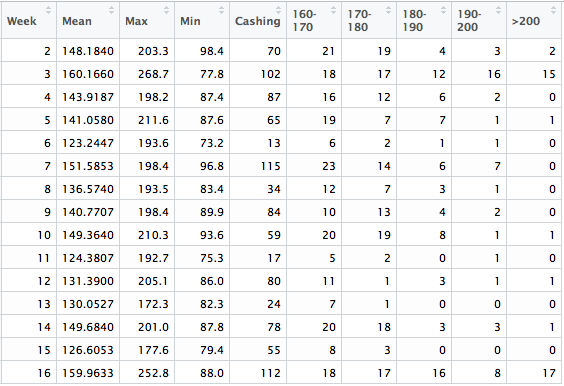 Week Mean Max Min Cashing 160-170 170-180 180-190 190-200 >200
2 148.1840 203.3 98.4 70 21 19 4 3 2
3 160.1660 268.7 77.8 102 18 17 12 16 15
4 143.9187 198.2 87.4 87 16 12 6 2 0
5 141.0580 211.6 87.6 65 19 7 7 1 1
6 123.2447 193.6 73.2 13 6 2 1 1 0
7 151.5853 198.4 96.8 115 23 14 6 7 0
8 136.5740 193.5 83.4 34 12 7 3 1 0
9 140.7707 198.4 89.9 84 10 13 4 2 0
10 149.3640 210.3 93.6 59 20 19 8 1 1
11 124.3807 192.7 75.3 17 5 2 0 1 0
12 131.3900 205.1 86.0 80 11 1 3 1 1
13 130.0527 172.3 82.3 24 7 1 0 0 0
14 149.6840 201.0 87.8 78 20 18 3 3 1
15 126.6053 177.6 79.4 55 8 3 0 0 0
16 159.9633 252.8 88.0 112 18 17 16 8 17